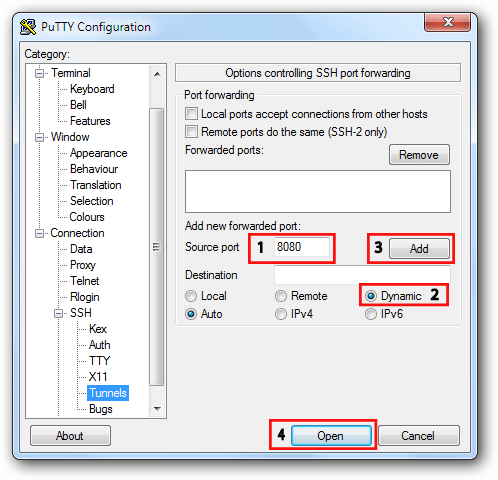 PuTTY Configuration
Category:
Terminal
Keyboard
Bell
Features
Window
Appearance
Behaviour
Translation
Selection
Colours
Connection
Data
Proxy
Telnet
Rlogin
SSH
Kex
Auth
TTY
X11
Tunnels
Bugs
Options controlling SSH port forwarding
Port forwarding
Local ports accept connections from other hosts
Remote ports do the same (SSH-2 only)
Forwarded ports:
Remove
Add new forwarded port:
Source port 1 8080 3 Add
Destination
Local Remote Dynamic 2
Auto IPv4 IPv6
About 4 Open Cancel